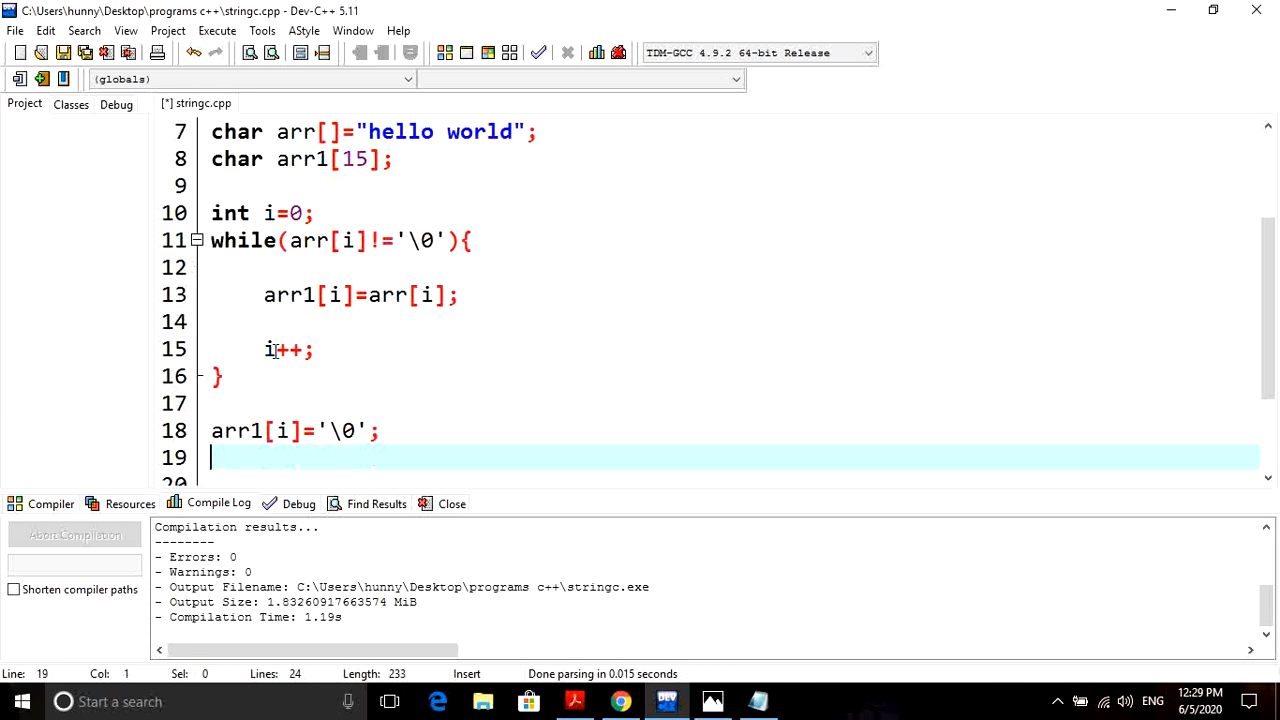 C:\Users\hunny\Desktop\programs c++\stringc.cpp - Dev-C++ 5.11
File Edit Search View Project Execute Tools AStyle Window Help
TDM-GCC 4.9.2 64-bit Release
(globals)
Project Classes Debug [*] stringc.cpp
7 char arr[]="hello world";
8 char arr1[15];
9
10 int i=0;
11 while(arr[i]!='\0'){
12
13 arr1[i]=arr[i];
14
15 i++;
16 }
17
18 arr1[i]='\0';
19
20
Compiler Resources Compile Log Debug Find Results Close
Abort Compilation
Shorten compiler paths
Compilation results...
--------
- Errors: 0
- Warnings: 0
- Output Filename: C:\Users\hunny\Desktop\programs c++\stringc.exe
- Output Size: 1.83260917663574 MiB
- Compilation Time: 1.19s
Line: 19 Col: 1 Sel: 0 Lines: 24 Length: 233 Insert Done parsing in 0.015 seconds
Start a search
DEV
ENG
12:29 PM
6/5/2020